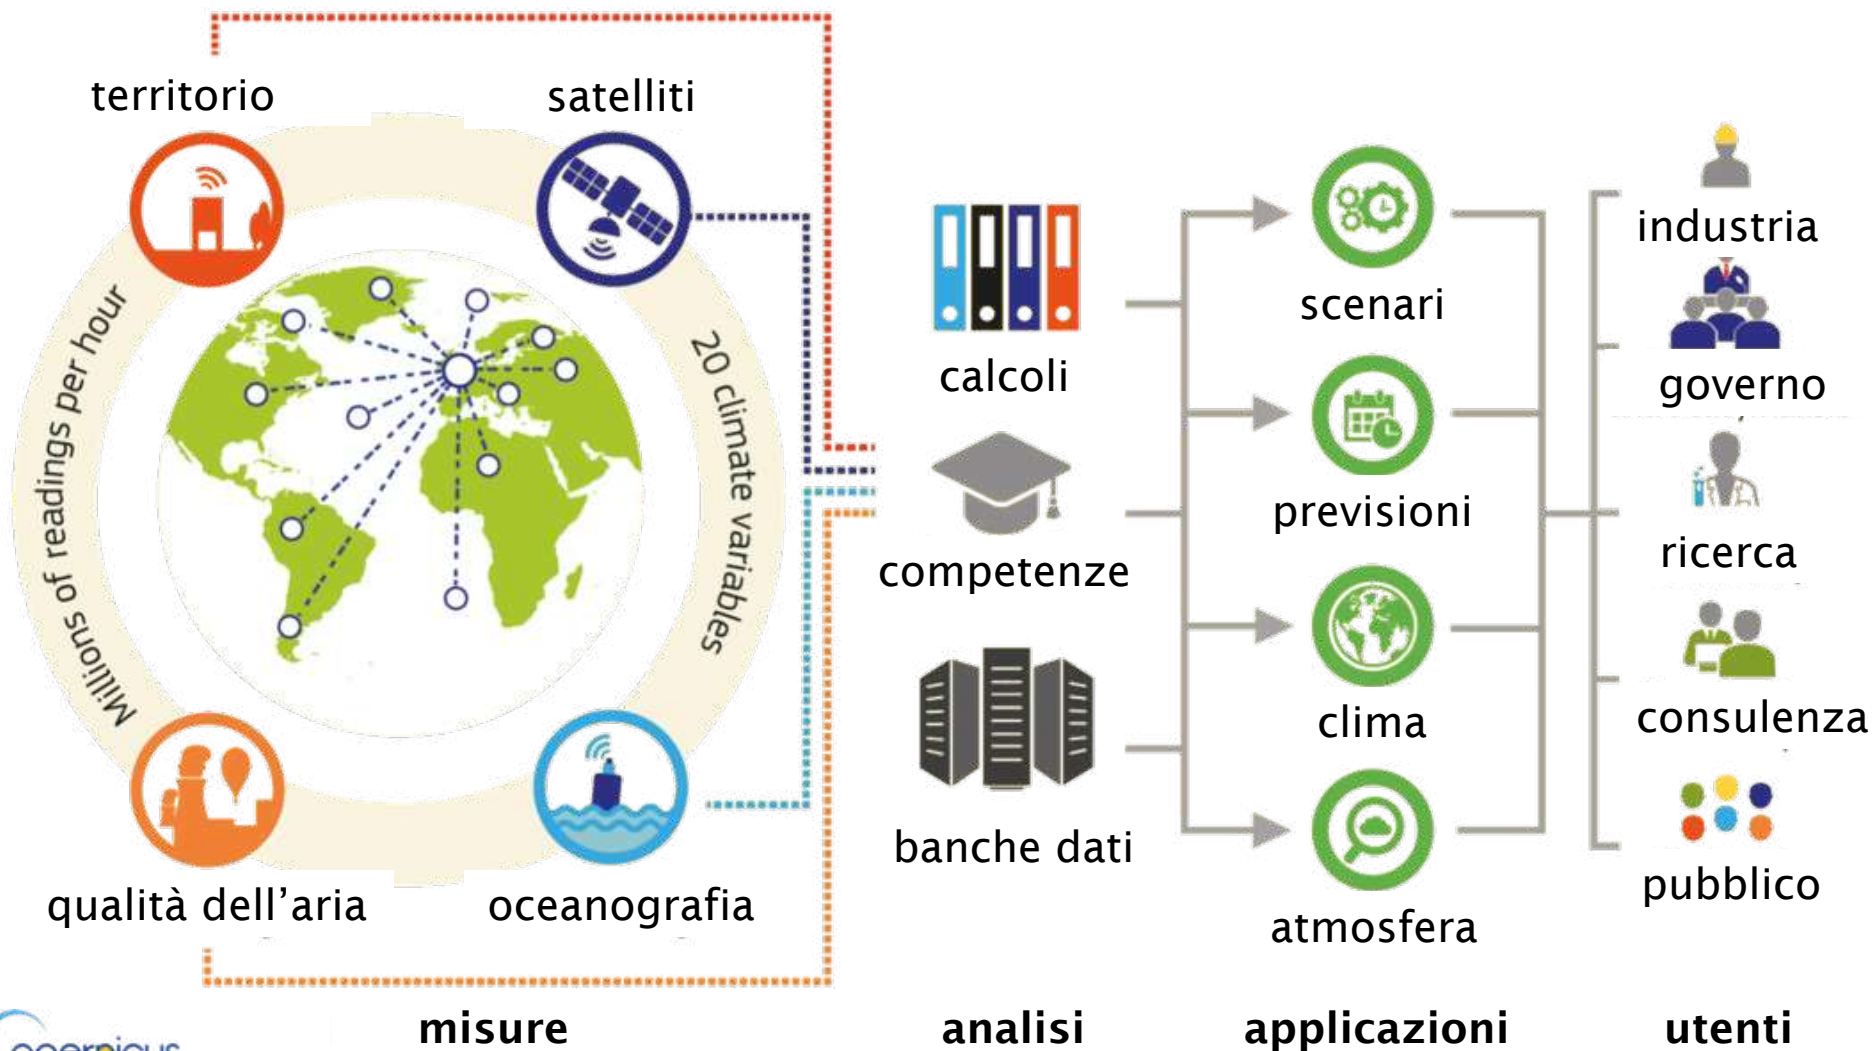 territorio
satelliti
Millions of readings per hour
20 climate variables
qualità dell’aria
oceanografia
misure
calcoli
competenze
banche dati
analisi
scenari
previsioni
clima
atmosfera
applicazioni
industria
governo
ricerca
consulenza
pubblico
utenti